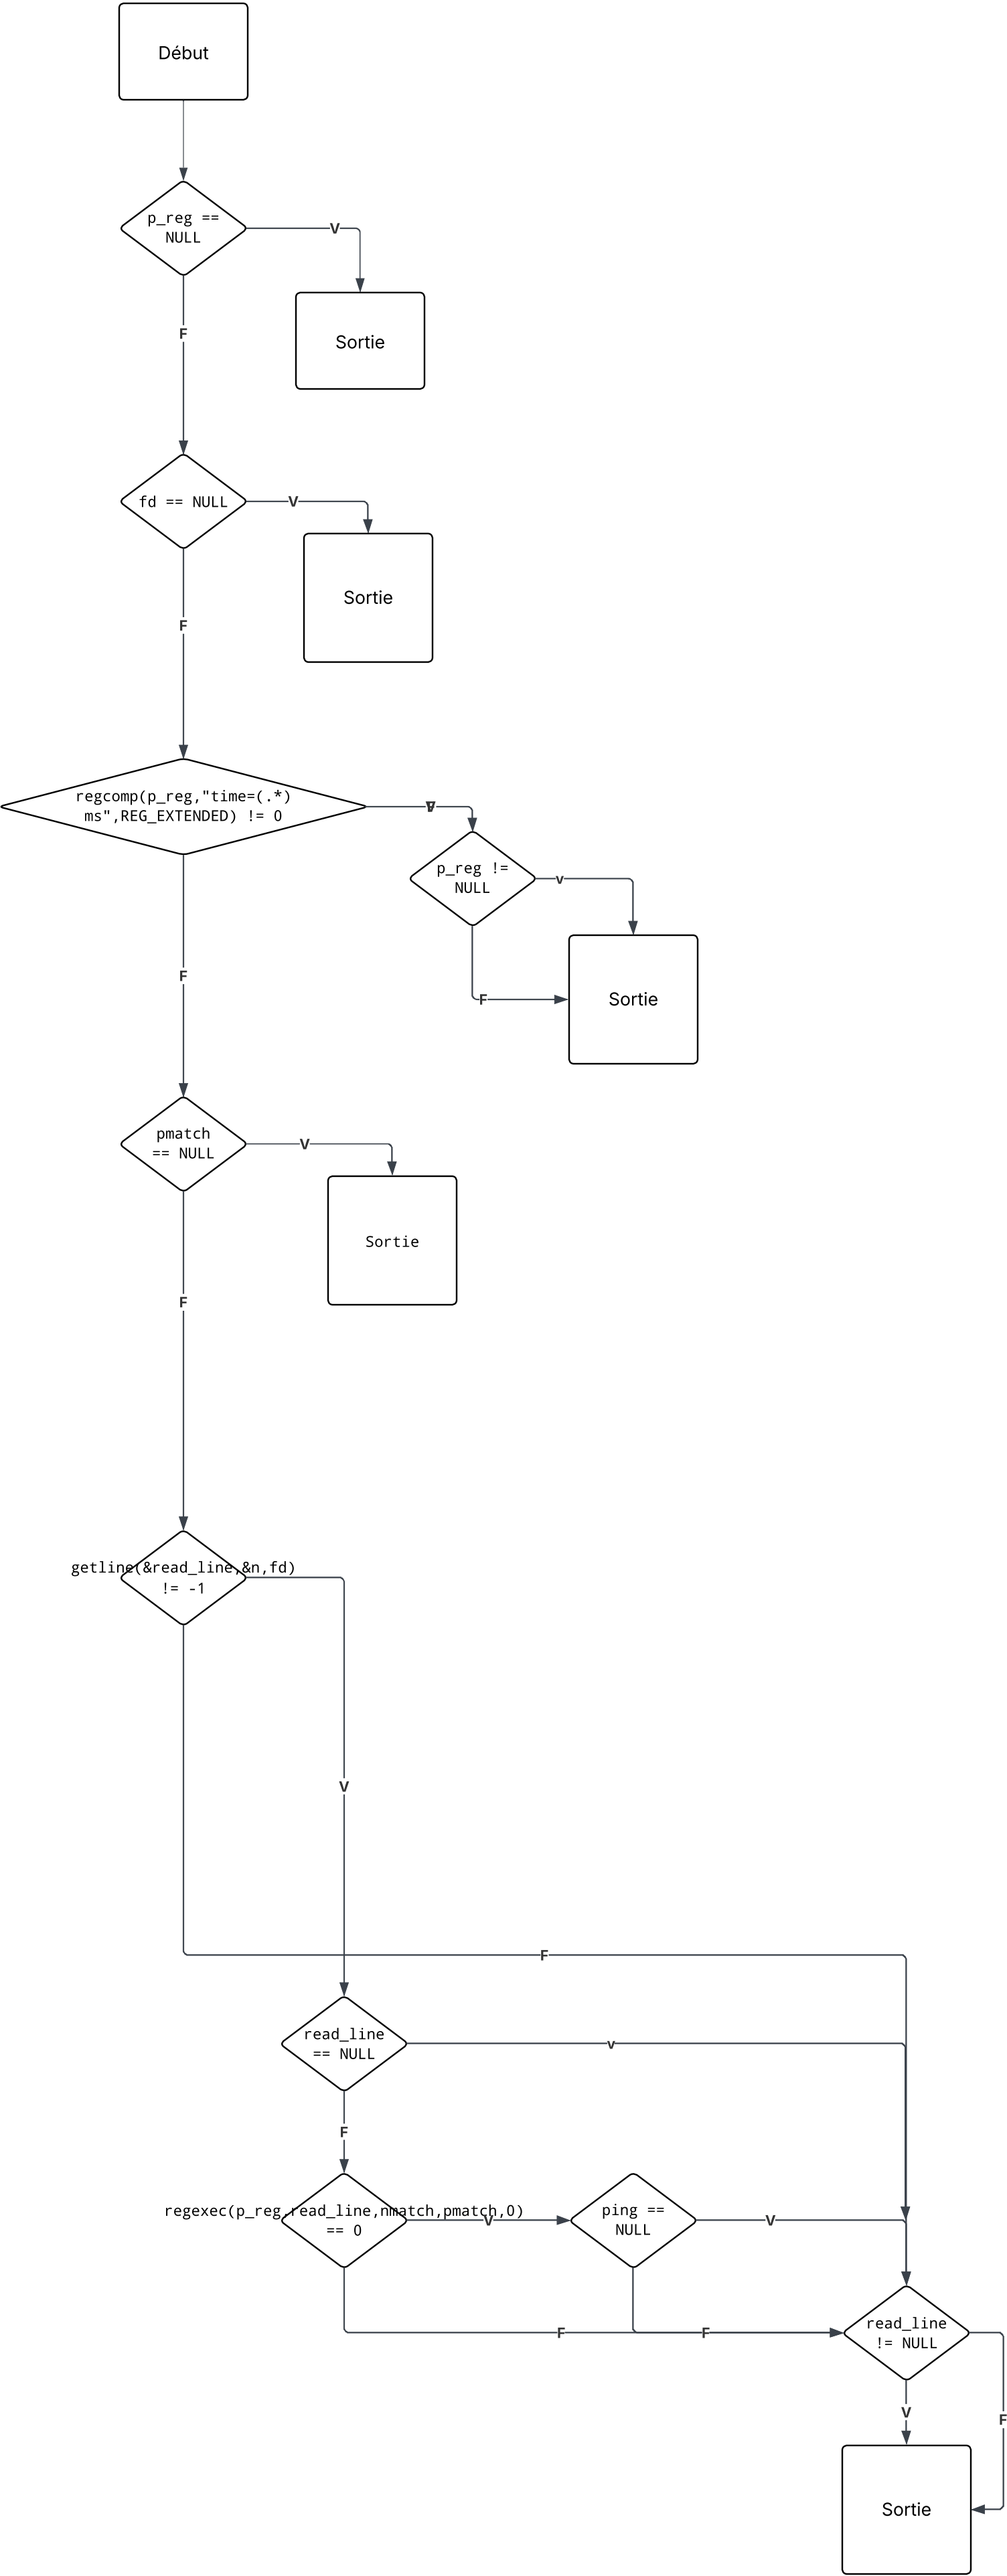 Début
p_reg ==
NULL
V
Sortie
F
fd == NULL
V
Sortie
F
regcomp(p_reg,"time=(.*)
ms",REG_EXTENDED) != 0
p_reg !=
NULL
v
F
Sortie
F
pmatch
== NULL
V
Sortie
F
getline(&read_line,&n,fd)
!= -1
V
F
read_line
== NULL
v
F
regexec(p_reg,read_line,nmatch,pmatch,0)
== 0
V
ping ==
NULL
V
F
F
read_line
!= NULL
V
F
Sortie